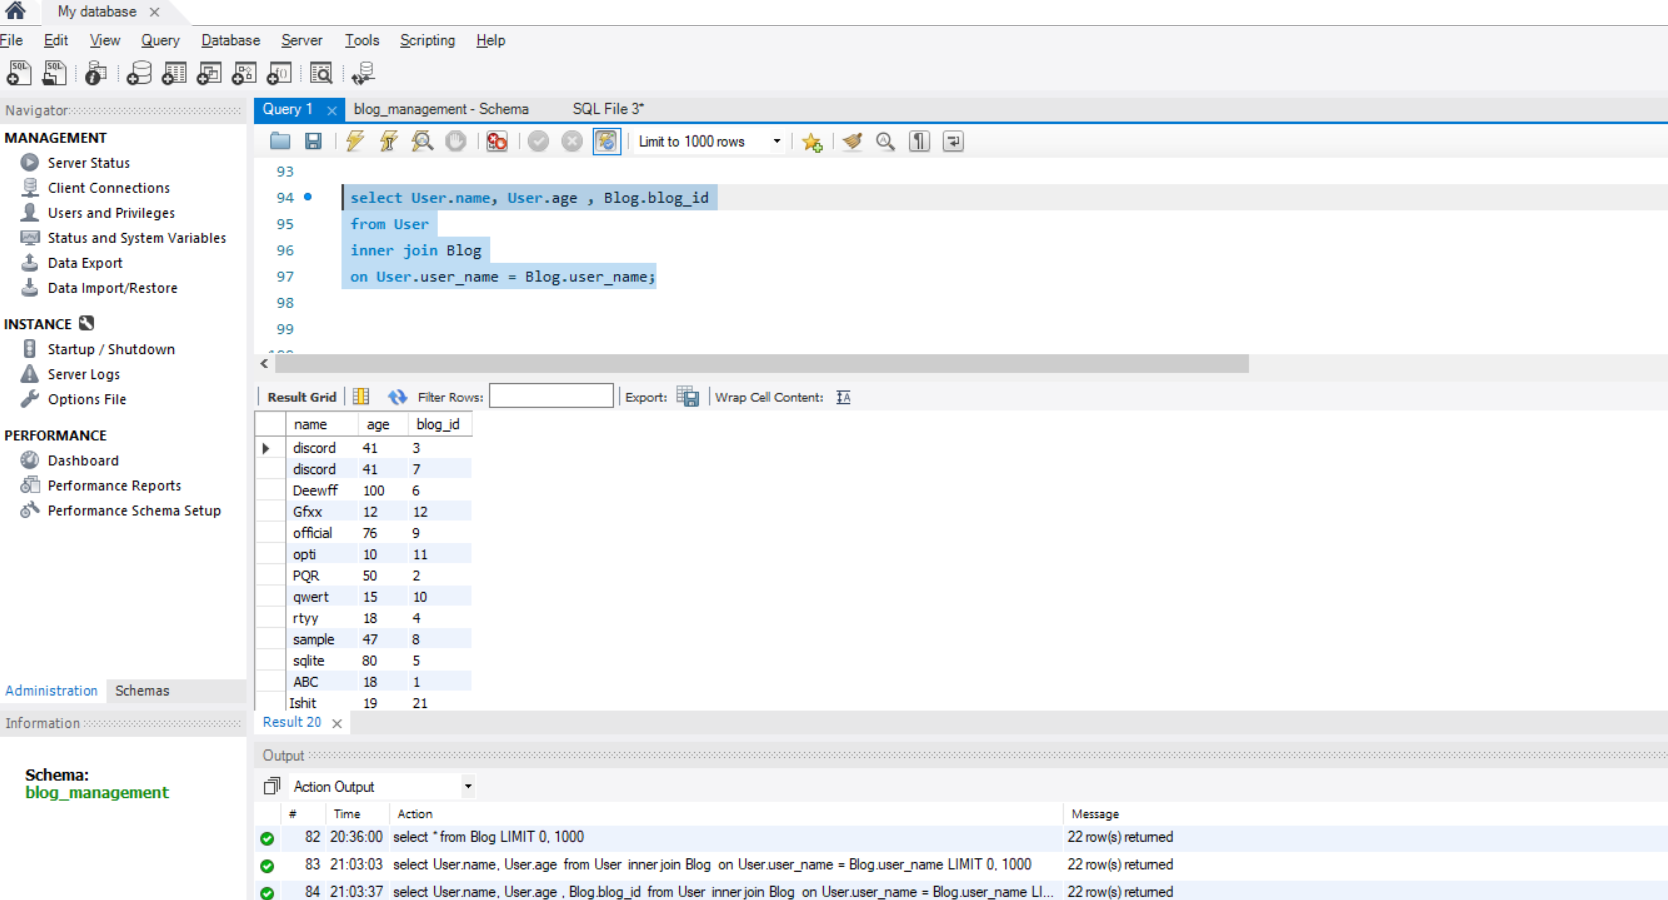 My database
File Edit View Query Database Server Tools Scripting Help
SQL SQL
Navigator
MANAGEMENT
Server Status
Client Connections
Users and Privileges
Status and System Variables
Data Export
Data Import/Restore
INSTANCE
Startup / Shutdown
Server Logs
Options File
PERFORMANCE
Dashboard
Performance Reports
Performance Schema Setup
Administration Schemas
Information
Schema:
blog_management
Query 1 blog_management - Schema SQL File 3*
Limit to 1000 rows
93
94 select User.name, User.age , Blog.blog_id
95 from User
96 inner join Blog
97 on User.user_name = Blog.user_name;
98
99
Result Grid Filter Rows: Export: Wrap Cell Content:
name age blog_id
discord 41 3
discord 41 7
Deewff 100 6
Gfxx 12 12
official 76 9
opti 10 11
PQR 50 2
qwert 15 10
rtyy 18 4
sample 47 8
sqlite 80 5
ABC 18 1
Ishit 19 21
Result 20
Output
Action Output
# Time Action Message
82 20:36:00 select * from Blog LIMIT 0, 1000 22 row(s) returned
83 21:03:03 select User.name, User.age from User inner join Blog on User.user_name = Blog.user_name LIMIT 0, 1000 22 row(s) returned
84 21:03:37 select User.name, User.age , Blog.blog_id from User inner join Blog on User.user_name = Blog.user_name LI... 22 row(s) returned